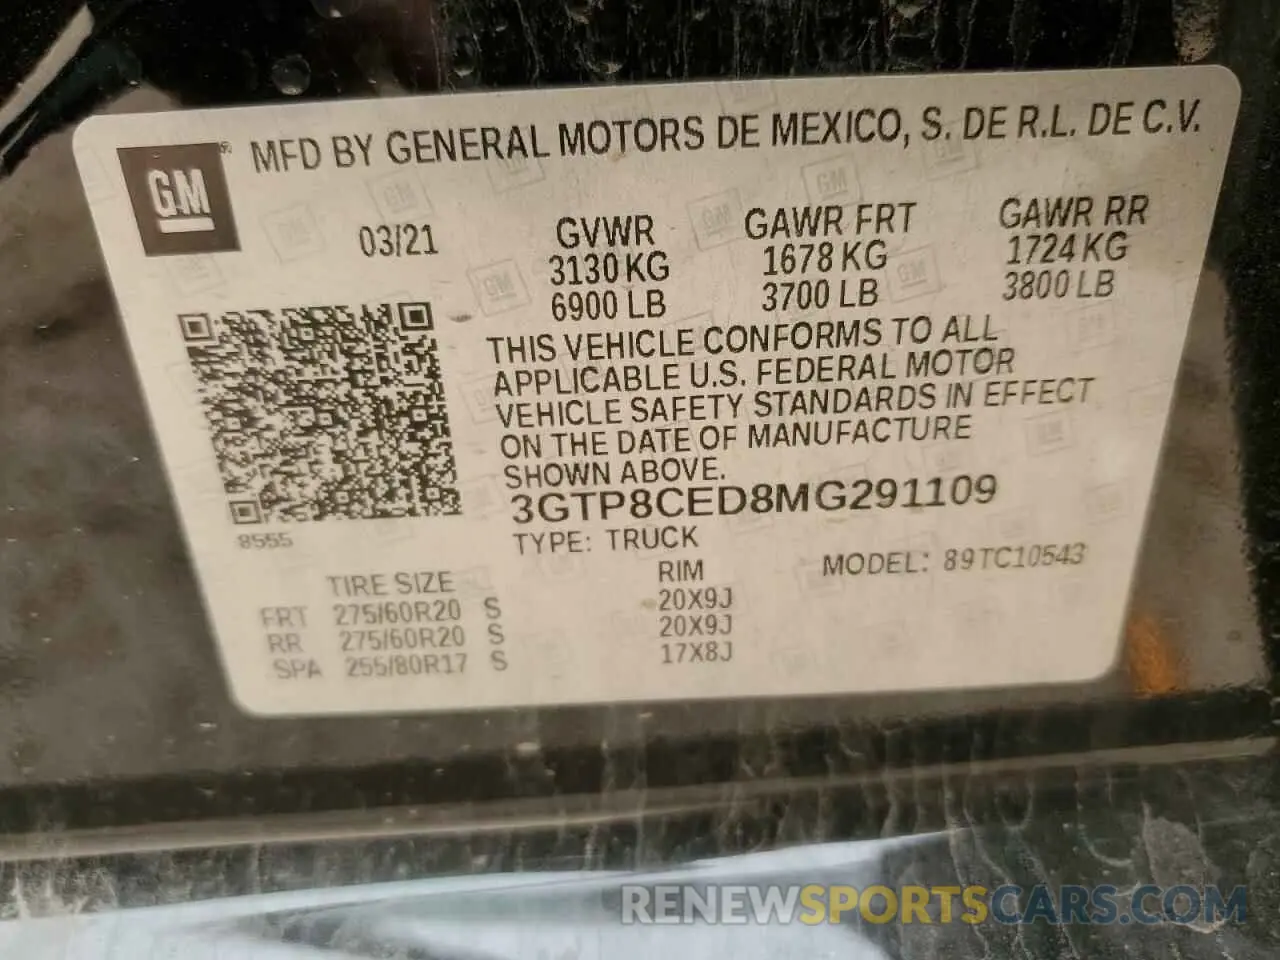 GM
MFD BY GENERAL MOTORS DE MEXICO, S. DE R.L. DE C.V.
03/21 GVWR GAWR FRT GAWR RR
3130 KG 1678 KG 1724 KG
6900 LB 3700 LB 3800 LB
THIS VEHICLE CONFORMS TO ALL
APPLICABLE U.S. FEDERAL MOTOR
VEHICLE SAFETY STANDARDS IN EFFECT
ON THE DATE OF MANUFACTURE
SHOWN ABOVE.
3GTP8CED8MG291109
8555
TYPE: TRUCK
MODEL: 89TC10543
TIRE SIZE RIM
FRT 275/60R20 S 20X9J
RR 275/60R20 S 20X9J
SPA 255/80R17 S 17X8J
RENEWSPORTSCARS.COM